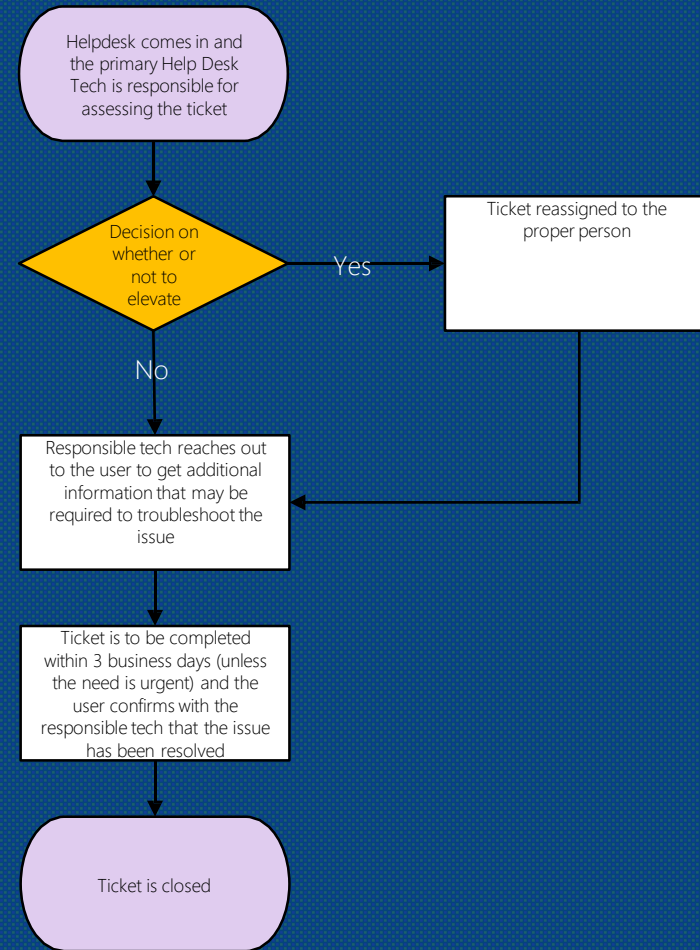 Helpdesk comes in and
the primary Help Desk
Tech is responsible for
assessing the ticket
Decision on
whether or
not to
elevate
Yes
Ticket reassigned to the
proper person
No
Responsible tech reaches out
to the user to get additional
information that may be
required to troubleshoot the
issue
Ticket is to be completed
within 3 business days (unless
the need is urgent) and the
user confirms with the
responsible tech that the issue
has been resolved
Ticket is closed